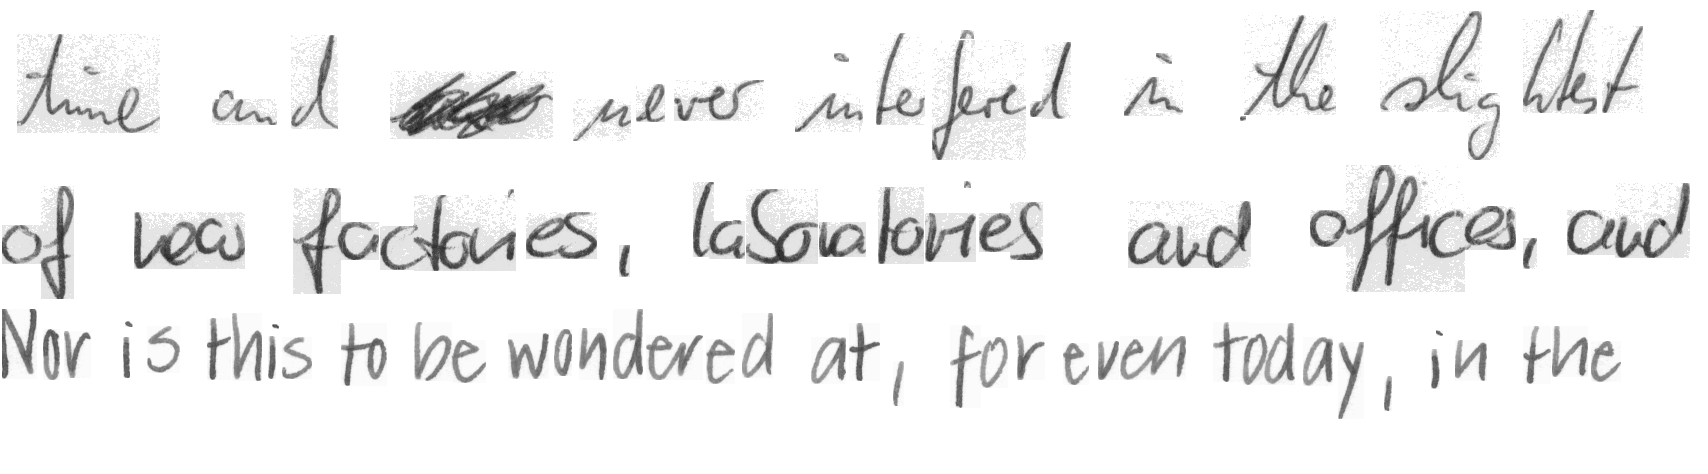 time and never interfered in the slightest
of new factories, laboratories and offices, and
Nor is this to be wondered at, for even today, in the